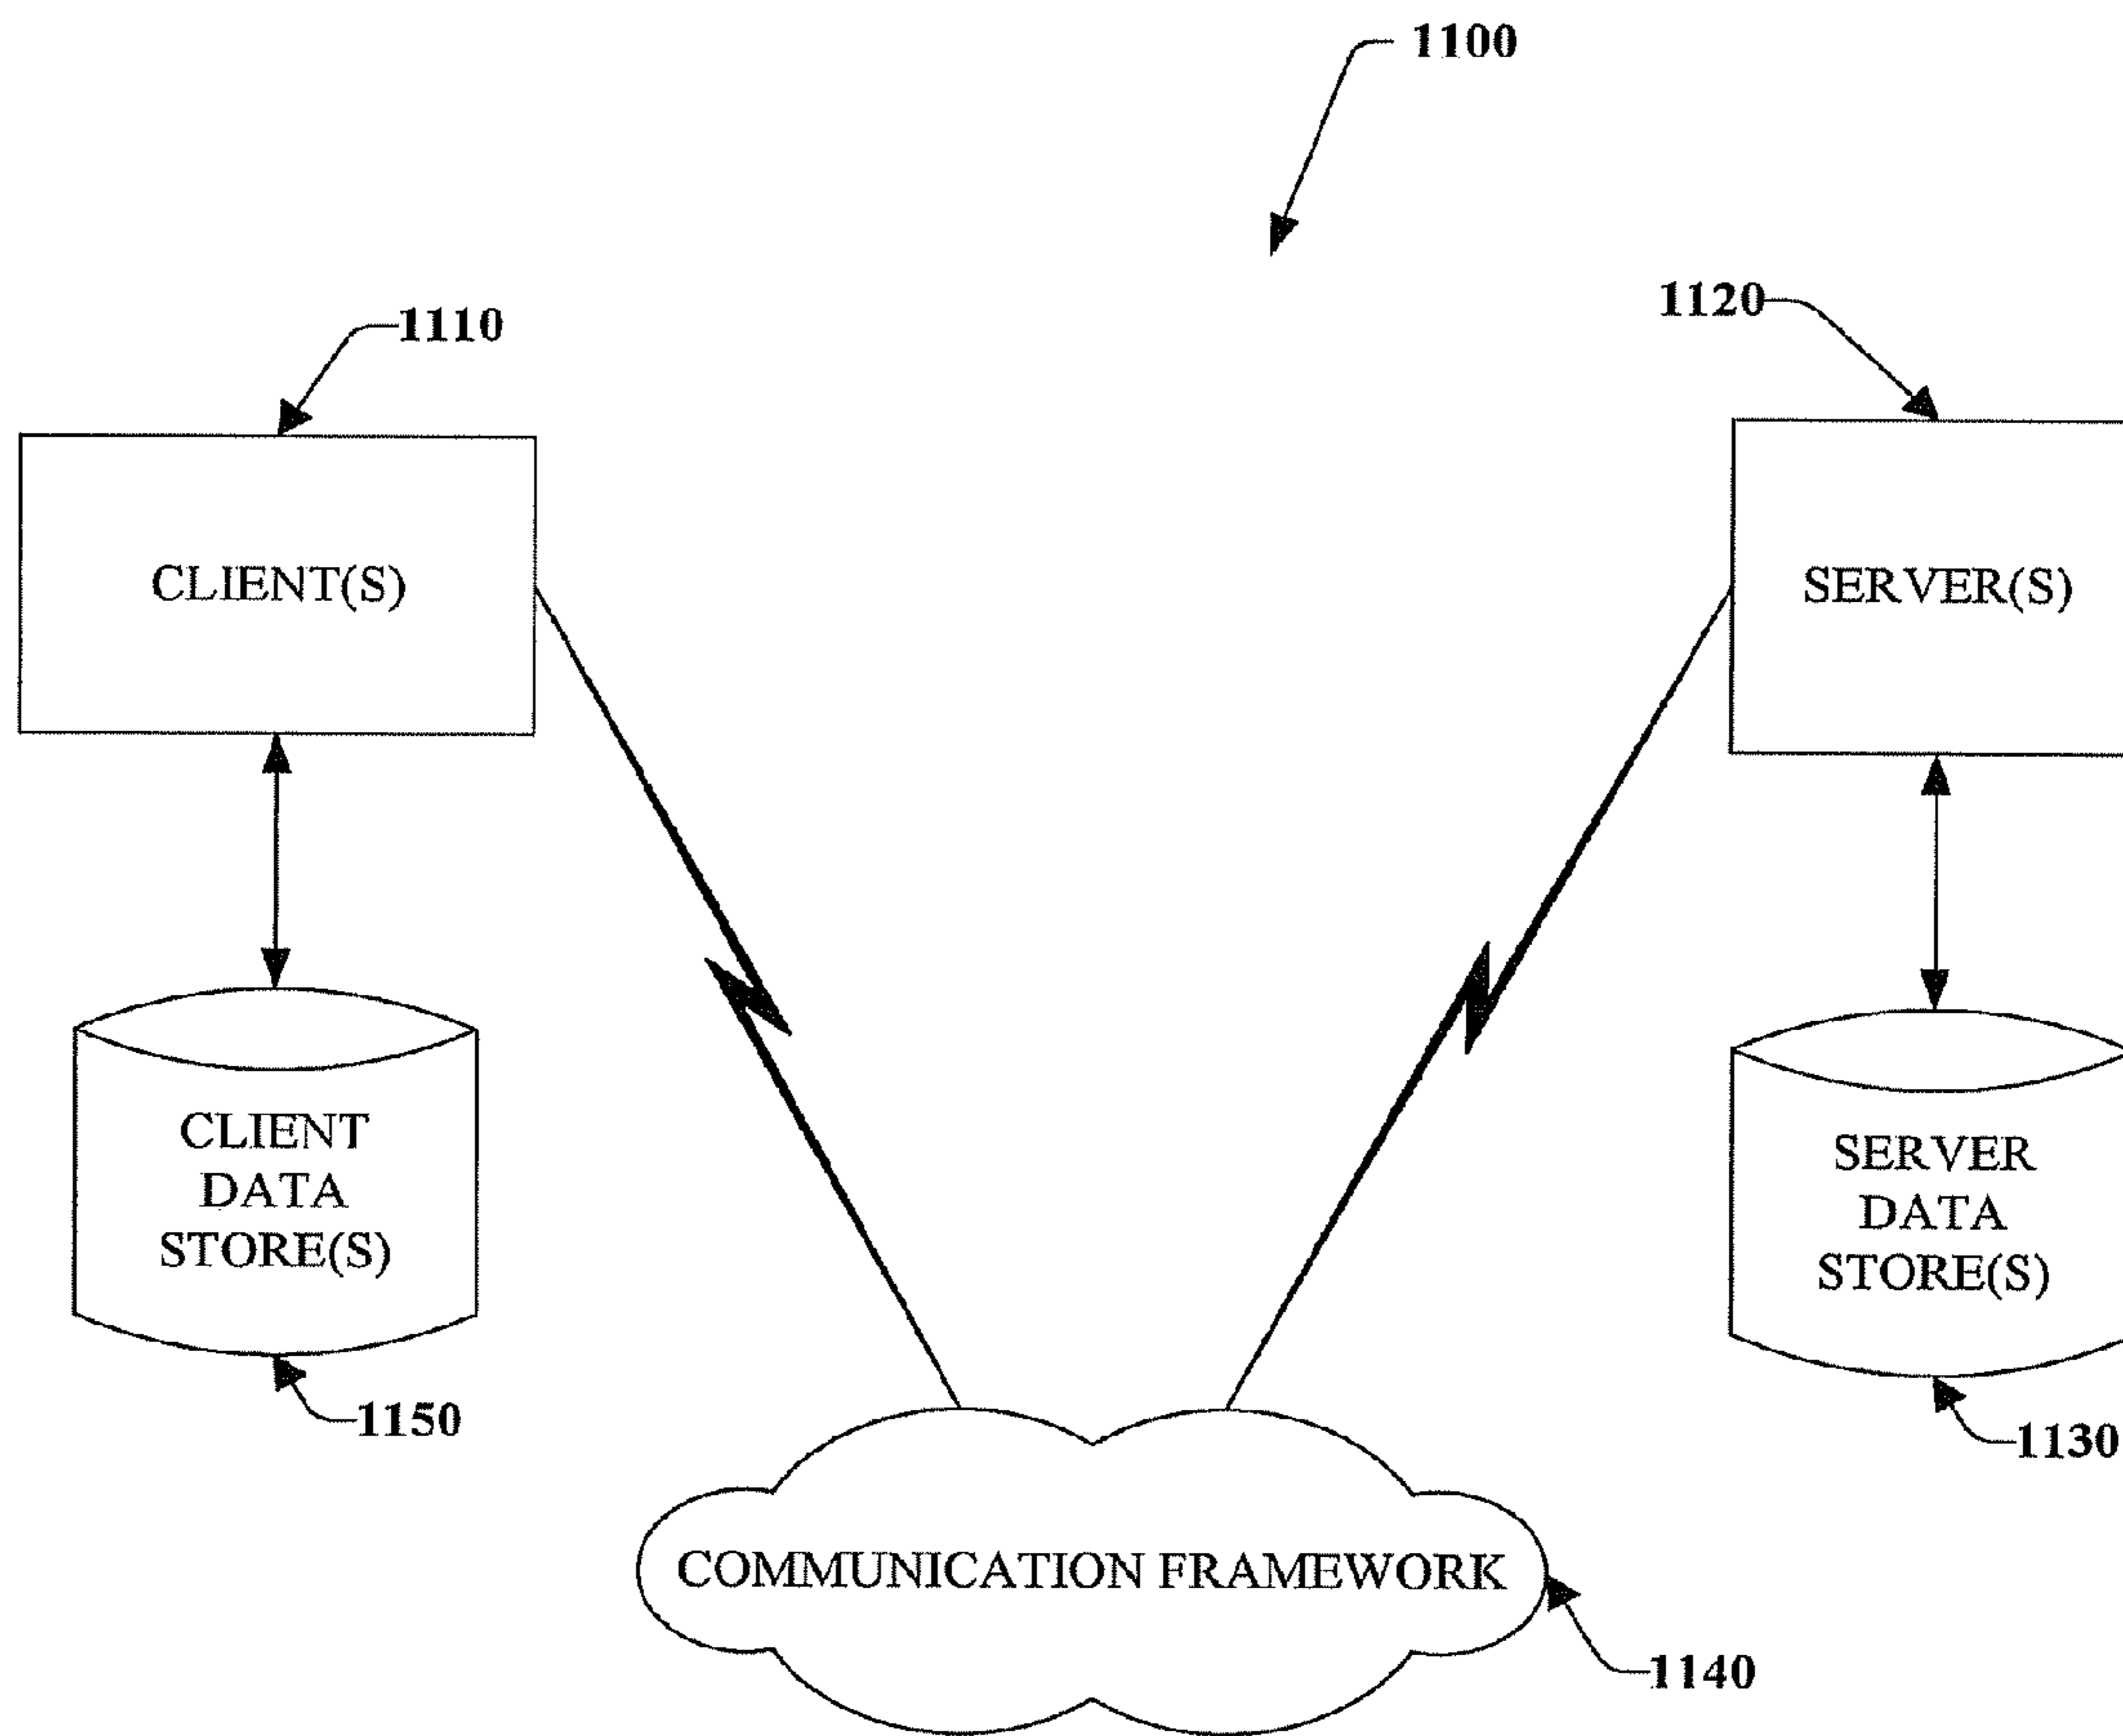 1100
1110
1120
CLIENT(S)
SERVER(S)
CLIENT
DATA
STORE(S)
SERVER
DATA
STORE(S)
1150
1130
COMMUNICATION FRAMEWORK
1140